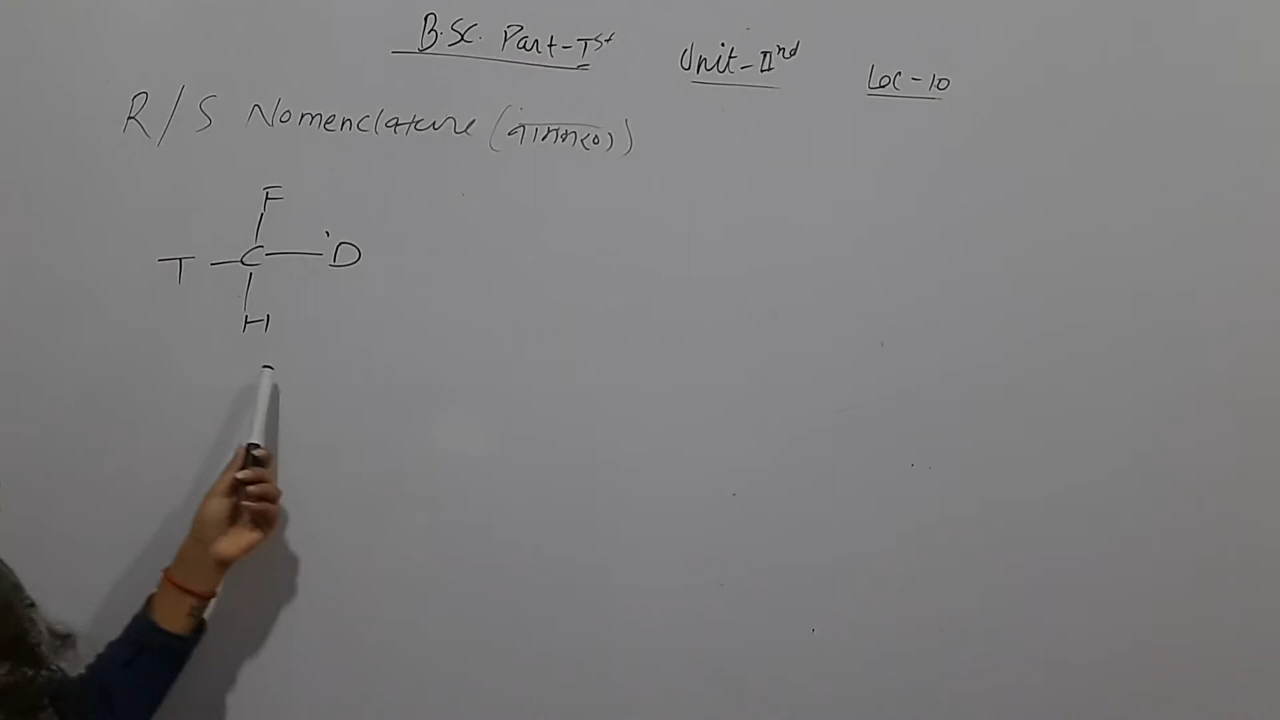 B.Sc. Part-Ist Unit-IInd Lec-10
R/S Nomenclature (नामकरण)
F
T - C - D
H